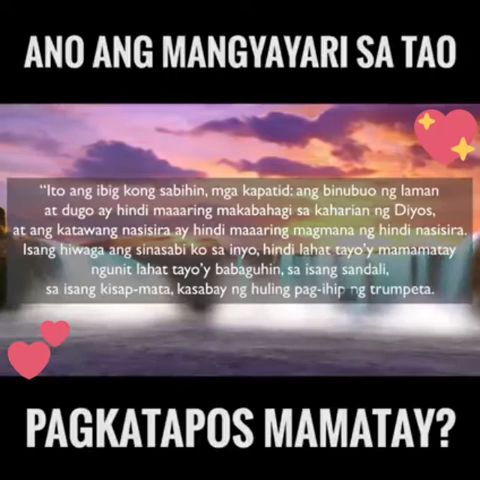 ANO ANG MANGYAYARI SA TAO
"Ito ang ibig kong sabihin, mga kapatid: ang binubuo ng laman
at dugo ay hindi maaaring makabahagi sa kaharian ng Diyos,
at ang katawang nasisira ay hindi maaaring magmana ng hindi nasisira.
Isang hiwaga ang sinasabi ko sa inyo, hindi lahat tayo'y mamamatay
ngunit lahat tayo'y babaguhin, sa isang sandali,
sa isang kisap-mata, kasabay ng huling pag-ihip ng trumpeta.
PAGKATAPOS MAMATAY?